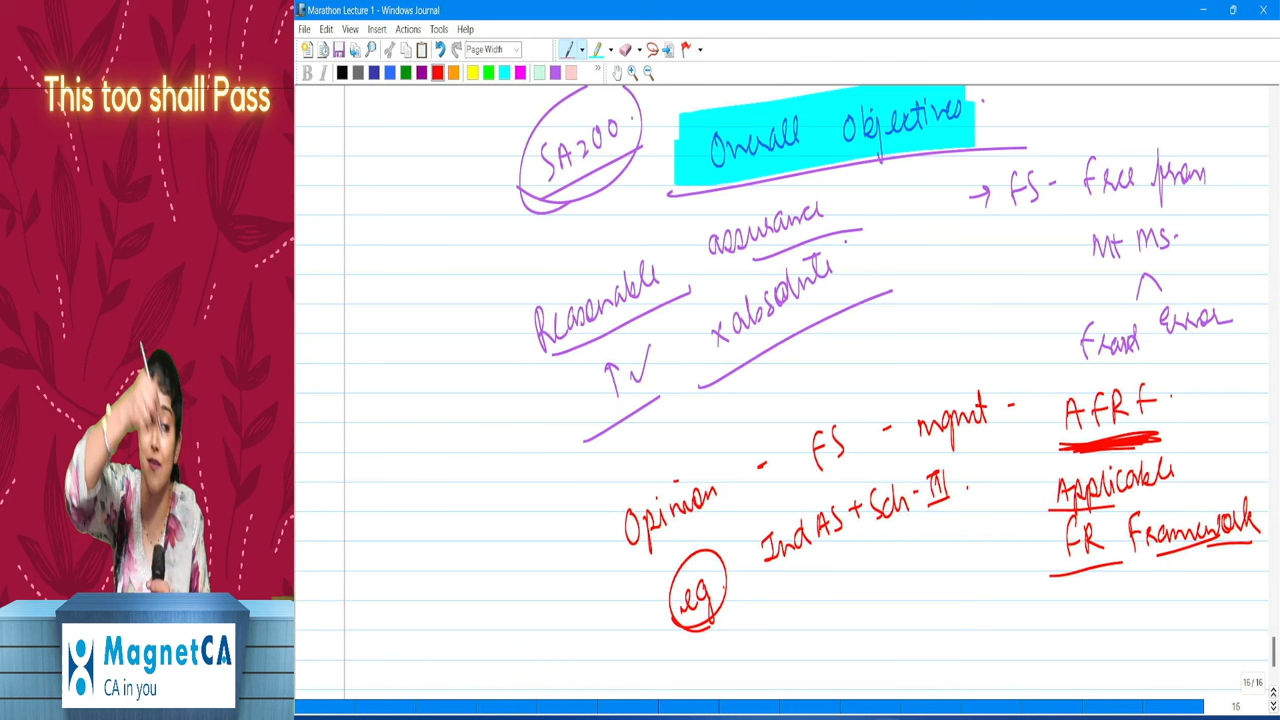 Marathon Lecture 1 - Windows Journal
File Edit View Insert Actions Tools Help
Page Width
B I
This too shall Pass
SA200
Overall Objectives
→ FS - free from
Mt MS.
Fraud error
Reasonable assurance
x absolute
↑ ✓
Opinion - FS - mgmt - AFRF.
Applicable
FR Framework
eg Ind AS + Sch - III.
MagnetCA
CA in you
16 / 16
16